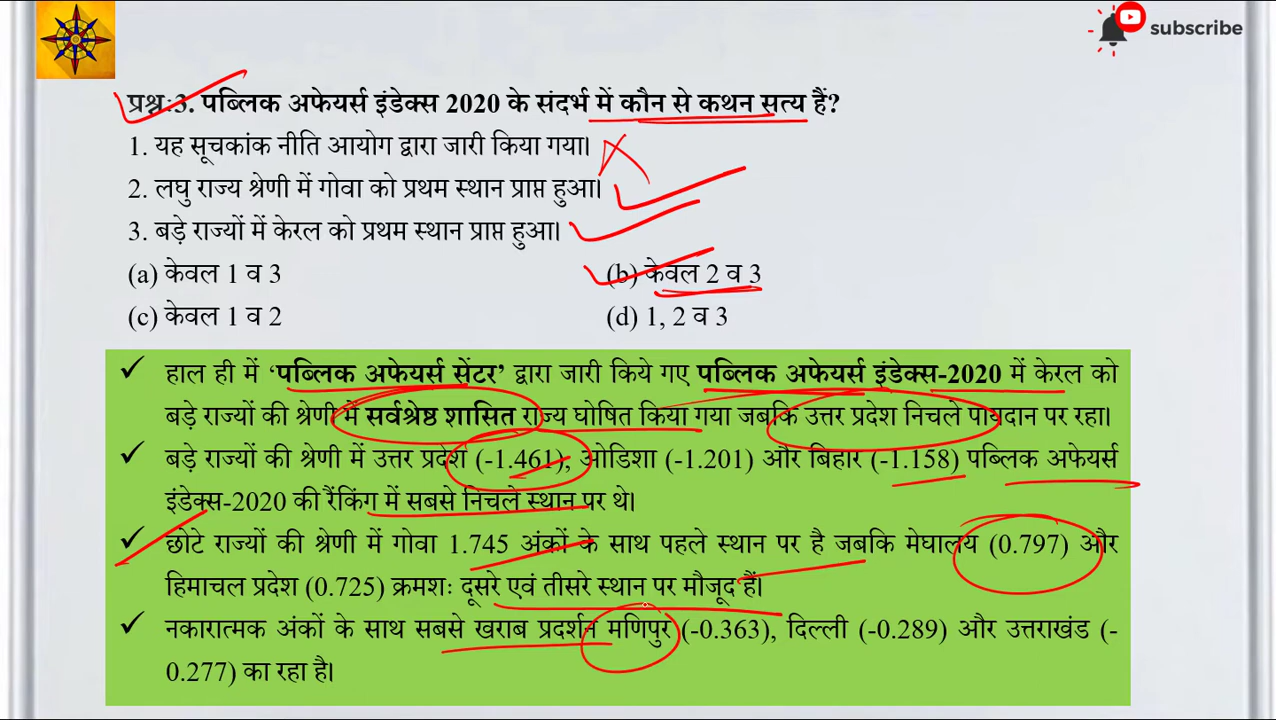 subscribe
प्रश्न:3. पब्लिक अफेयर्स इंडेक्स 2020 के संदर्भ में कौन से कथन सत्य हैं?
1. यह सूचकांक नीति आयोग द्वारा जारी किया गया।
2. लघु राज्य श्रेणी में गोवा को प्रथम स्थान प्राप्त हुआ।
3. बड़े राज्यों में केरल को प्रथम स्थान प्राप्त हुआ।
(a) केवल 1 व 3 (b) केवल 2 व 3
(c) केवल 1 व 2 (d) 1, 2 व 3
✓ हाल ही में ‘पब्लिक अफेयर्स सेंटर’ द्वारा जारी किये गए पब्लिक अफेयर्स इंडेक्स-2020 में केरल को
बड़े राज्यों की श्रेणी में सर्वश्रेष्ठ शासित राज्य घोषित किया गया जबकि उत्तर प्रदेश निचले पायदान पर रहा।
✓ बड़े राज्यों की श्रेणी में उत्तर प्रदेश (-1.461), ओडिशा (-1.201) और बिहार (-1.158) पब्लिक अफेयर्स
इंडेक्स-2020 की रैंकिंग में सबसे निचले स्थान पर थे।
✓ छोटे राज्यों की श्रेणी में गोवा 1.745 अंकों के साथ पहले स्थान पर है जबकि मेघालय (0.797) और
हिमाचल प्रदेश (0.725) क्रमशः दूसरे एवं तीसरे स्थान पर मौजूद हैं।
✓ नकारात्मक अंकों के साथ सबसे खराब प्रदर्शन मणिपुर (-0.363), दिल्ली (-0.289) और उत्तराखंड (-
0.277) का रहा है।